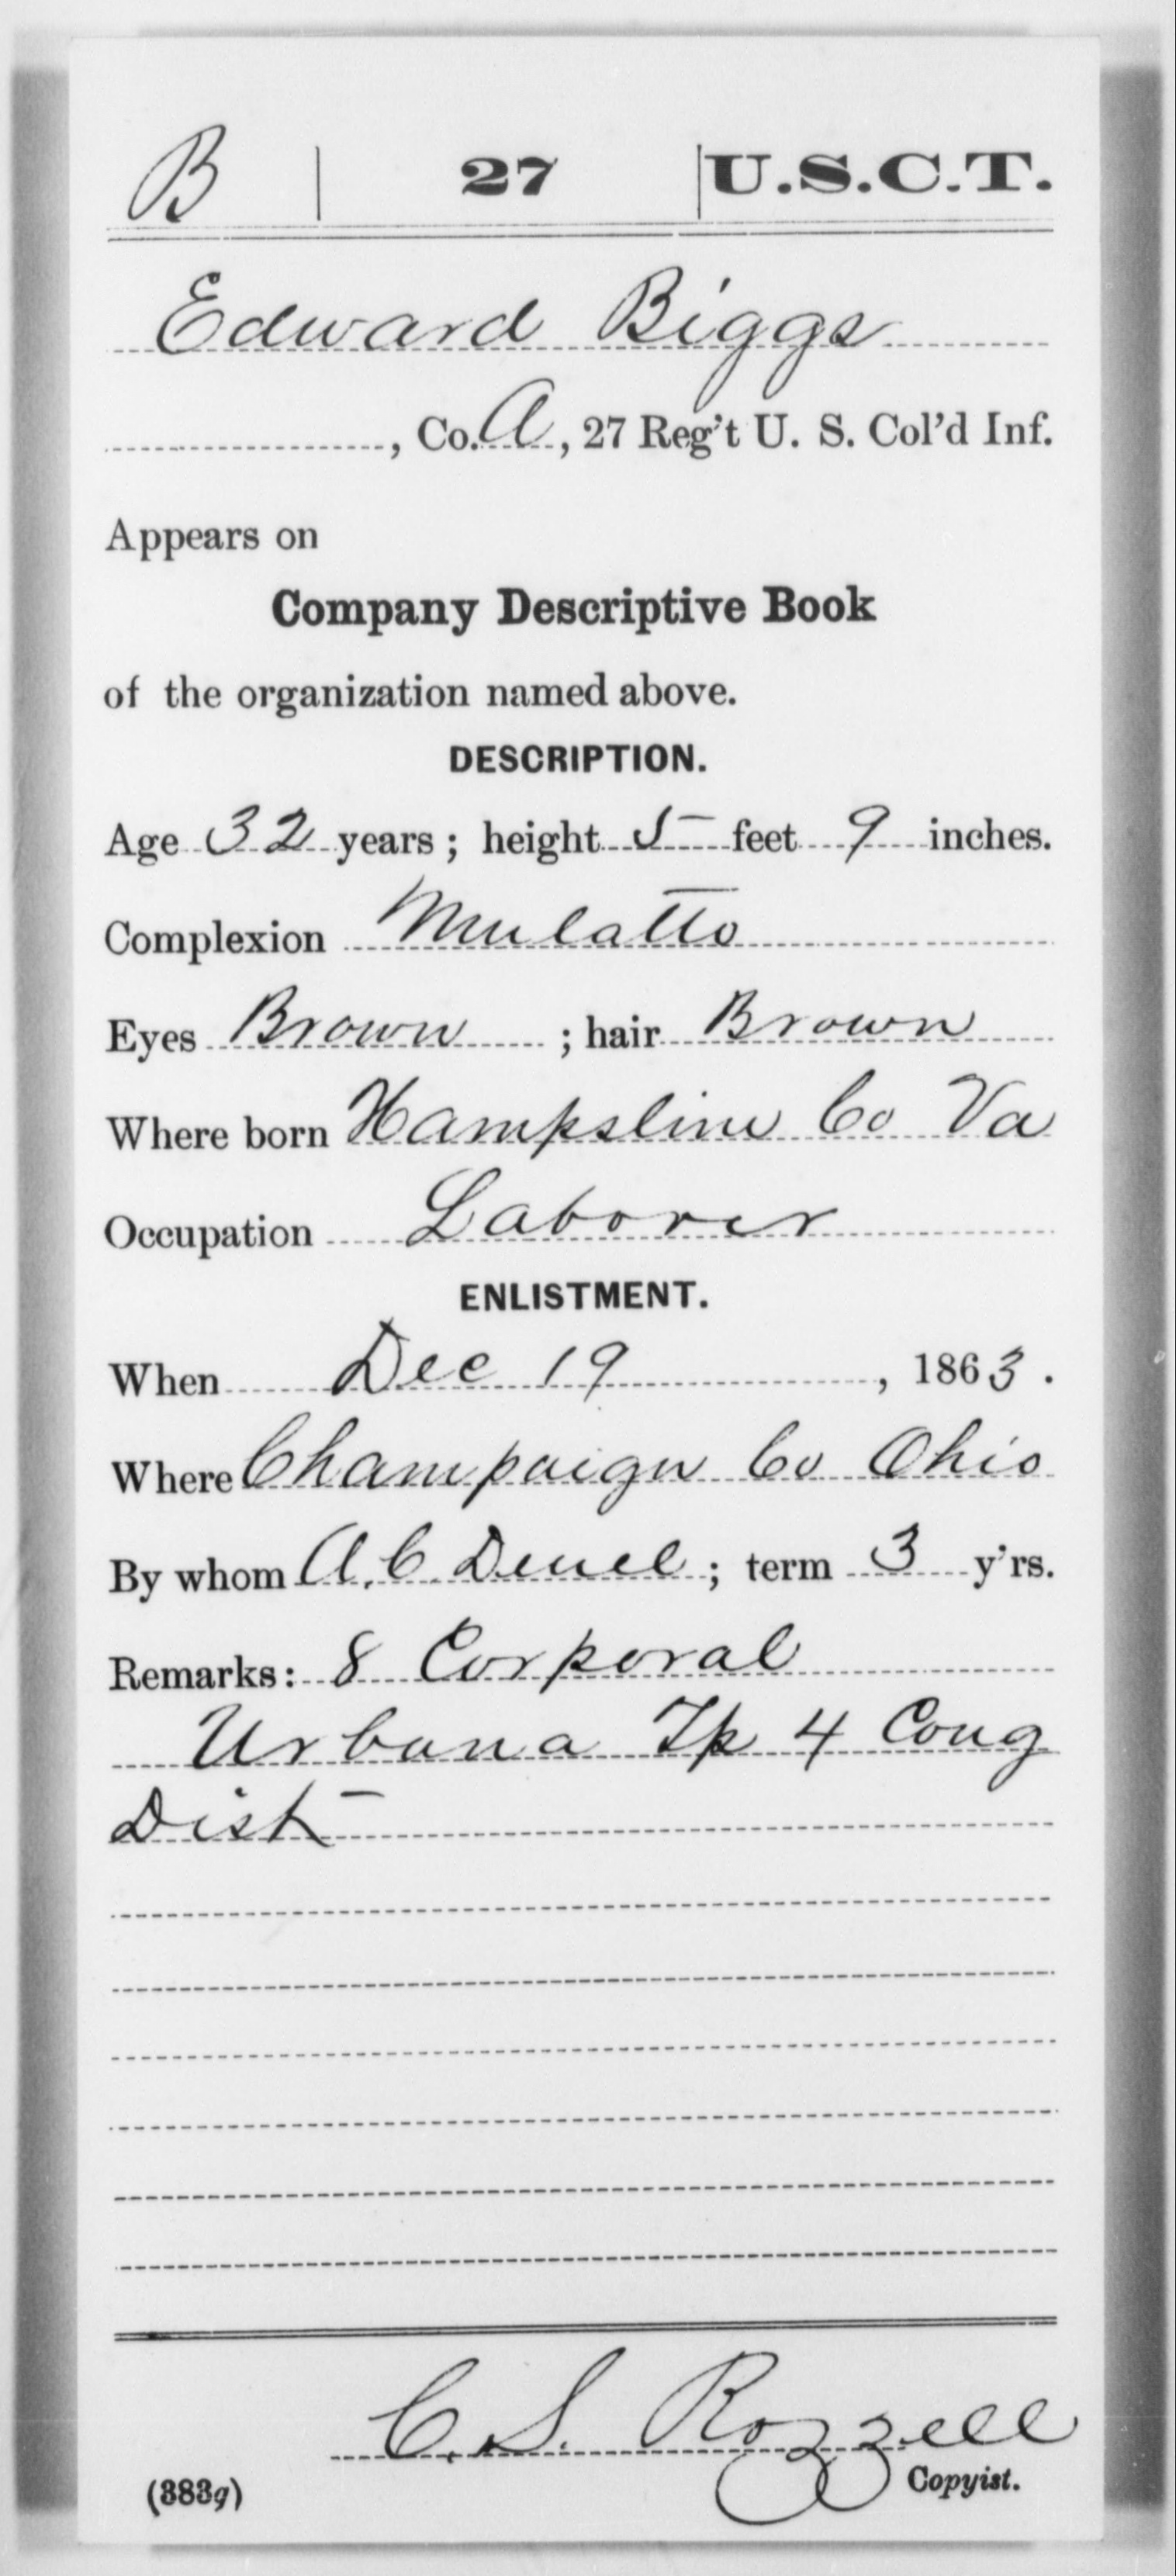 B | 27 | U.S.C.T.
Edward Biggs
, Co. A, 27 Reg't U. S. Col'd Inf.
Appears on
Company Descriptive Book
of the organization named above.
DESCRIPTION.
Age 32 years; height 5 feet 9 inches.
Complexion Mulatto
Eyes Brown; hair Brown
Where born Co Va
Occupation Laborer
ENLISTMENT.
When Dec 19, 1863.
Where Champaign Co Ohio
By whom A. C. Deuel; term 3 y'rs.
Remarks: 8 Corporal
Urbana Tp 4 Cong
Dist
C. S. Rozzell
Copyist.
(383g)